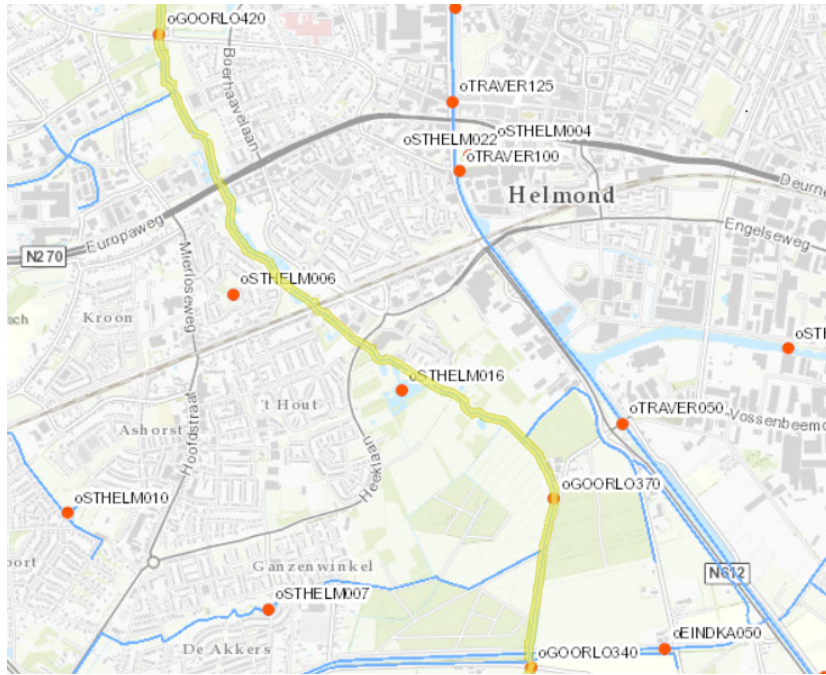 oGOORLO420
Boerhaavelaan
oTRAVER125
oSTHELM004
oSTHELM022
oTRAVER100
Helmond
Deurne
Engelseweg
Europaweg
N270
Mierloseweg
oSTHELM006
Kroon
oSTHELM016
't Hout
oTRAVER050
Vossenbeemd
Ashorst
Hoofdstraat
Heeklaan
oSTHELM010
oGOORLO370
Ganzenwinkel
N612
oSTHELM007
oEINDKA050
De Akkers
oGOORLO340